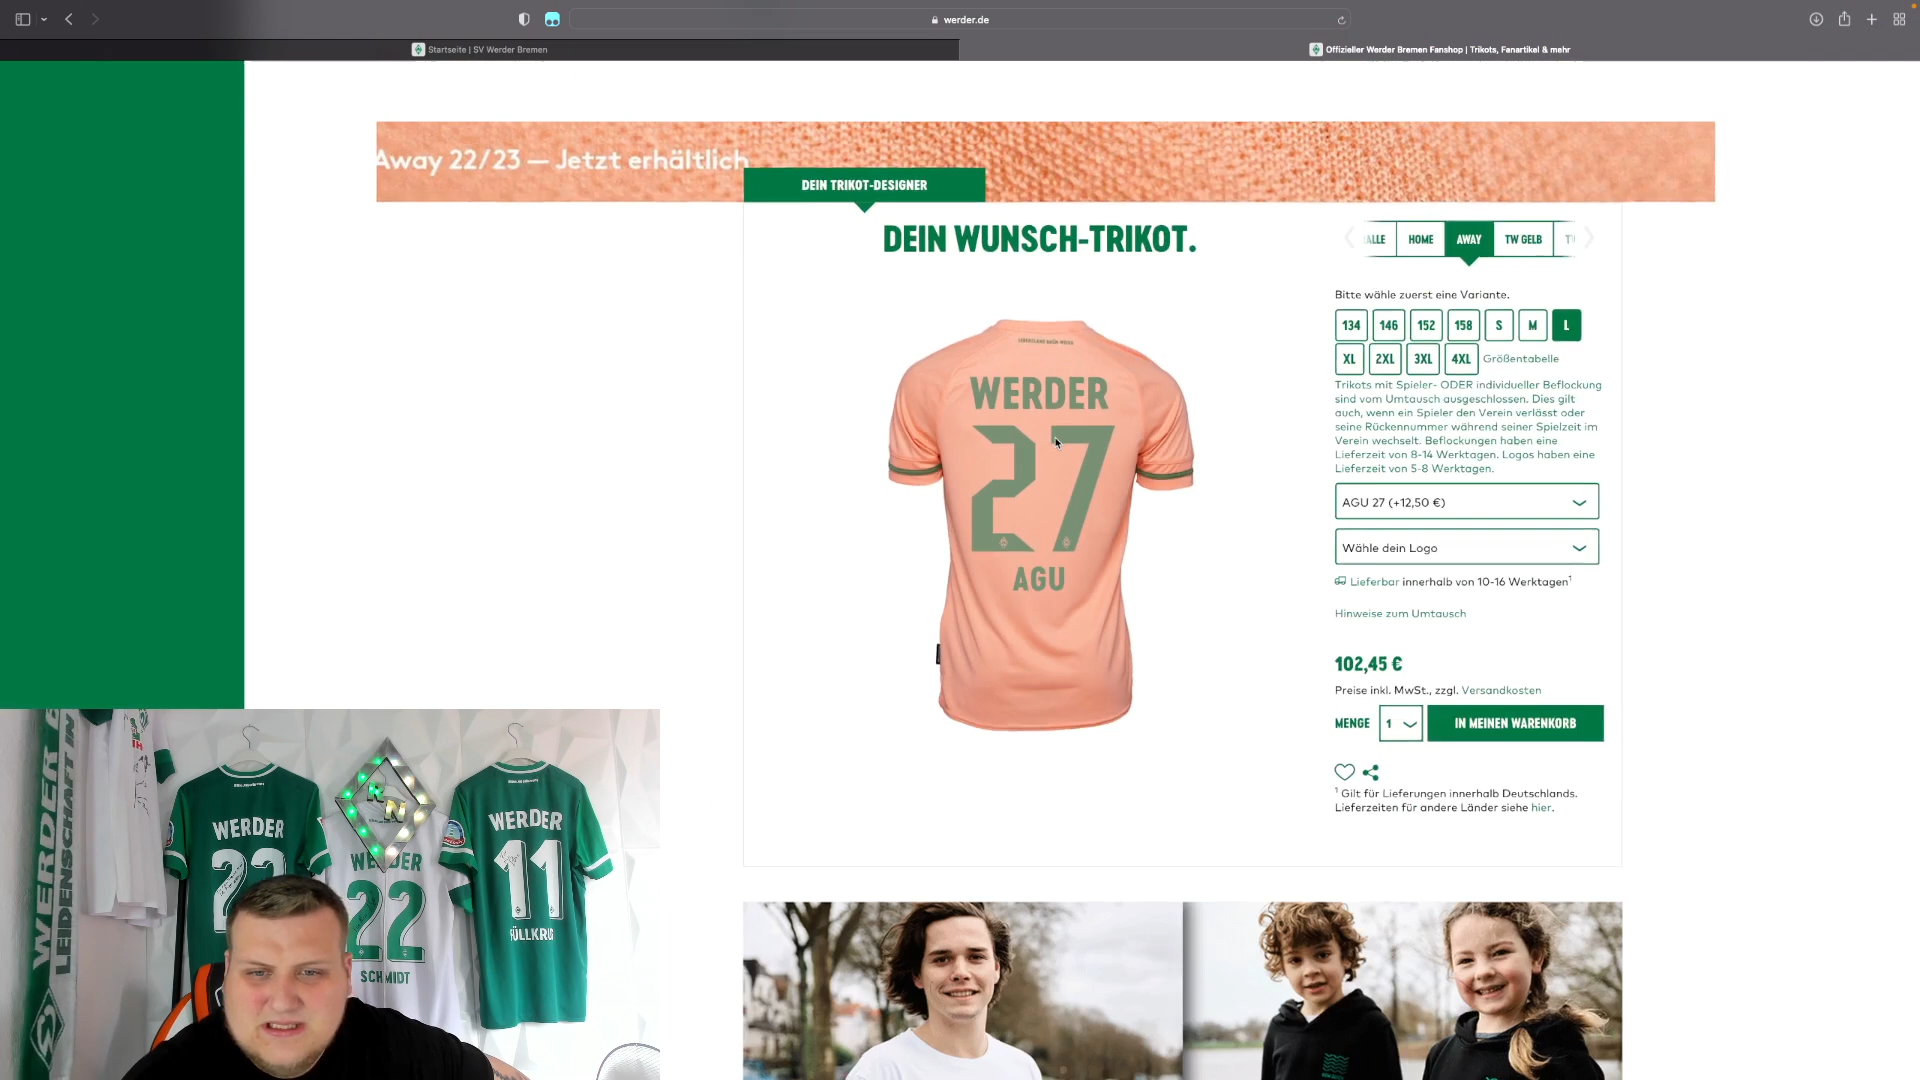 werder.de
Startseite | SV Werder Bremen
Offizieller Werder Bremen Fanshop | Trikots, Fanartikel & mehr
Away 22/23 — Jetzt erhältlich
DEIN TRIKOT-DESIGNER
DEIN WUNSCH-TRIKOT.
ALLE HOME AWAY TW GELB
Bitte wähle zuerst eine Variante.
134 146 152 158 S M L
XL 2XL 3XL 4XL Größentabelle
Trikots mit Spieler- ODER individueller Beflockung
sind vom Umtausch ausgeschlossen. Dies gilt
auch, wenn ein Spieler den Verein verlässt oder
seine Rückennummer während seiner Spielzeit im
Verein wechselt. Beflockungen haben eine
Lieferzeit von 8-14 Werktagen. Logos haben eine
Lieferzeit von 5-8 Werktagen.
AGU 27 (+12,50 €)
Wähle dein Logo
Lieferbar innerhalb von 10-16 Werktagen¹
Hinweise zum Umtausch
102,45 €
Preise inkl. MwSt., zzgl. Versandkosten
MENGE 1 IN MEINEN WARENKORB
¹ Gilt für Lieferungen innerhalb Deutschlands.
Lieferzeiten für andere Länder siehe hier.
WERDER
27
AGU
WERDER B
LEIDENSCHAFT IN
WERDER
22
RN
WERDER
22
SCHMIDT
WERDER
11
FÜLLKRUG